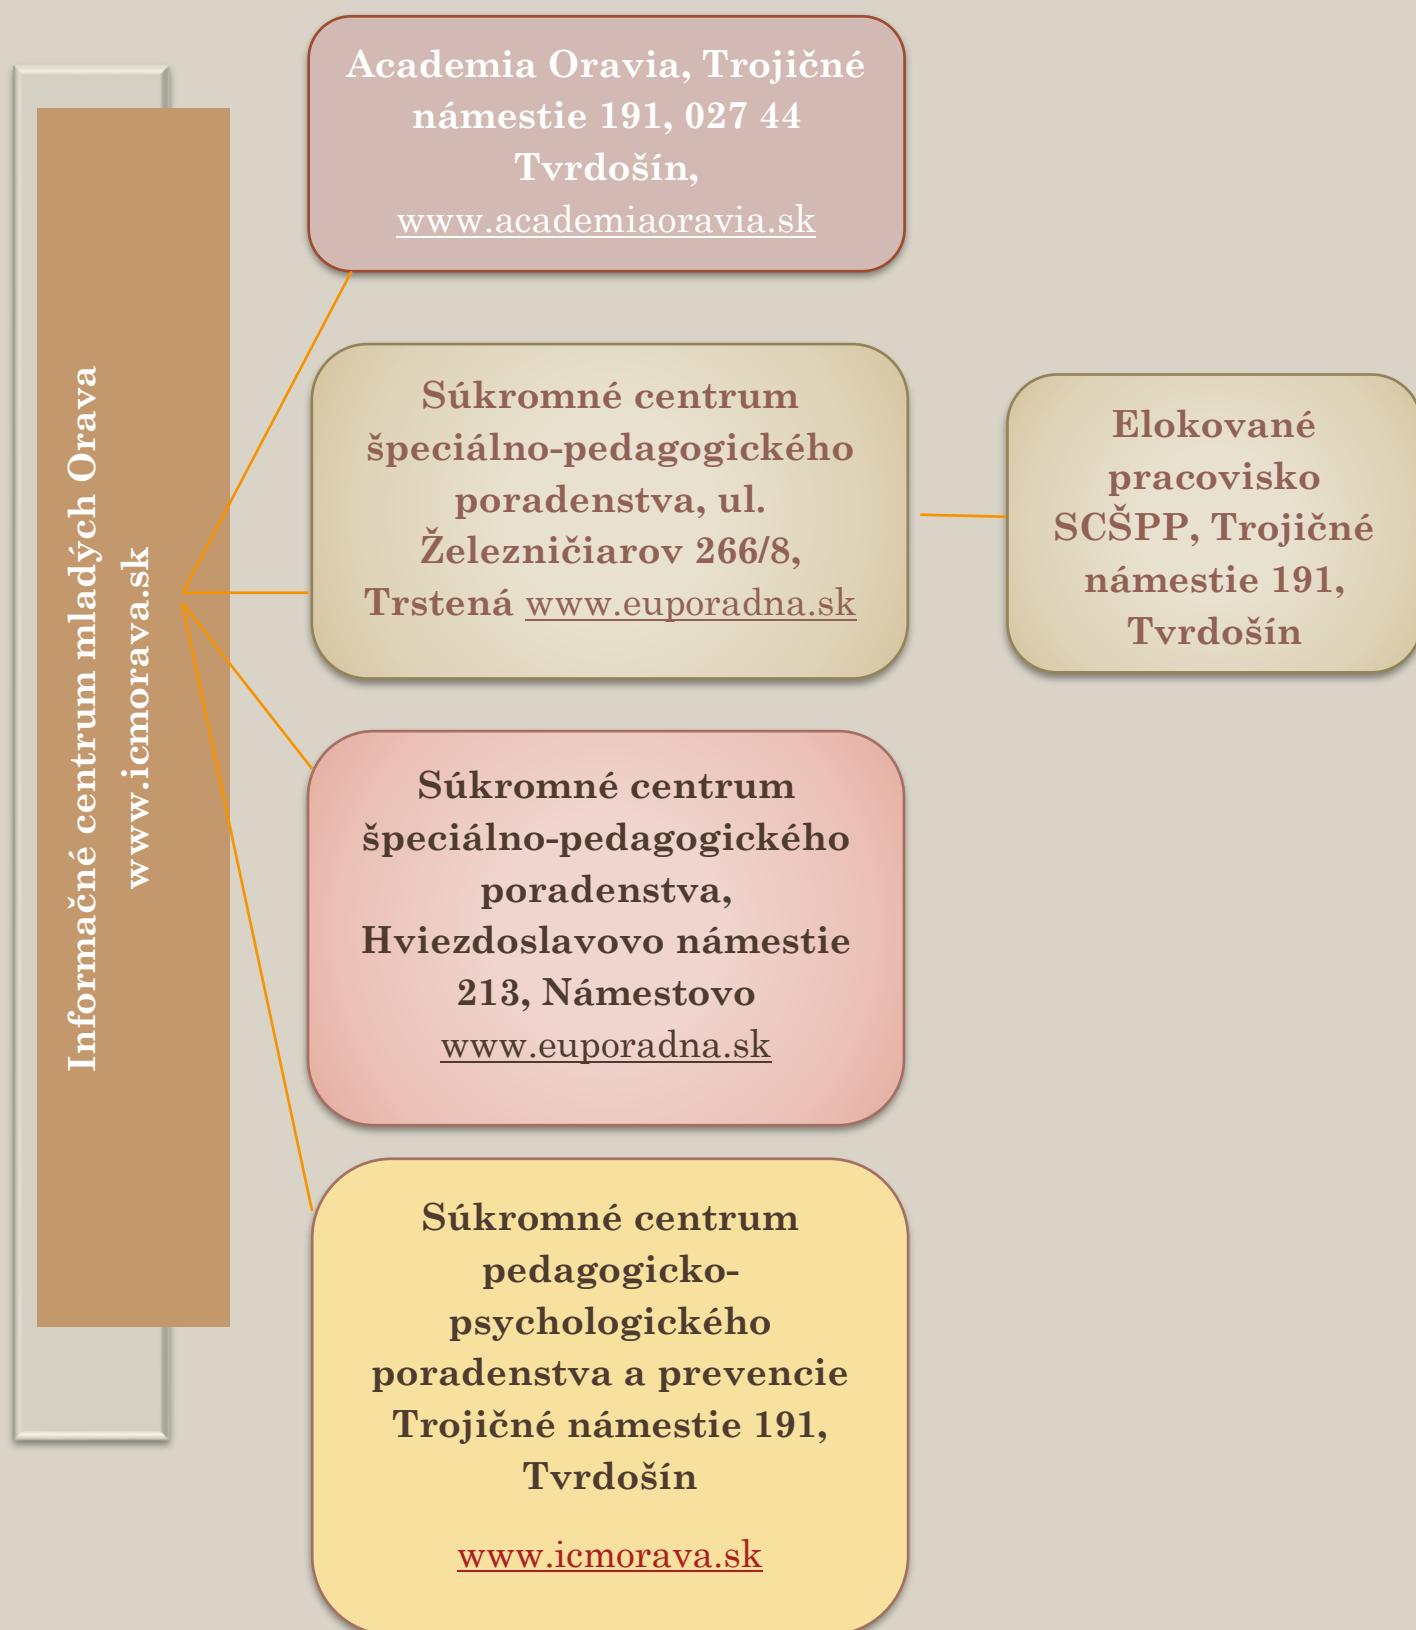 Informačné centrum mladých Orava
www.icmorava.sk
Academia Oravia, Trojičné
námestie 191, 027 44
Tvrdošín,
www.academiaoravia.sk
Súkromné centrum
špeciálno-pedagogického
poradenstva, ul.
Železničiarov 266/8,
Trstená www.euporadna.sk
Elokované
pracovisko
SCŠPP, Trojičné
námestie 191,
Tvrdošín
Súkromné centrum
špeciálno-pedagogického
poradenstva,
Hviezdoslavovo námestie
213, Námestovo
www.euporadna.sk
Súkromné centrum
pedagogicko-
psychologického
poradenstva a prevencie
Trojičné námestie 191,
Tvrdošín
www.icmorava.sk